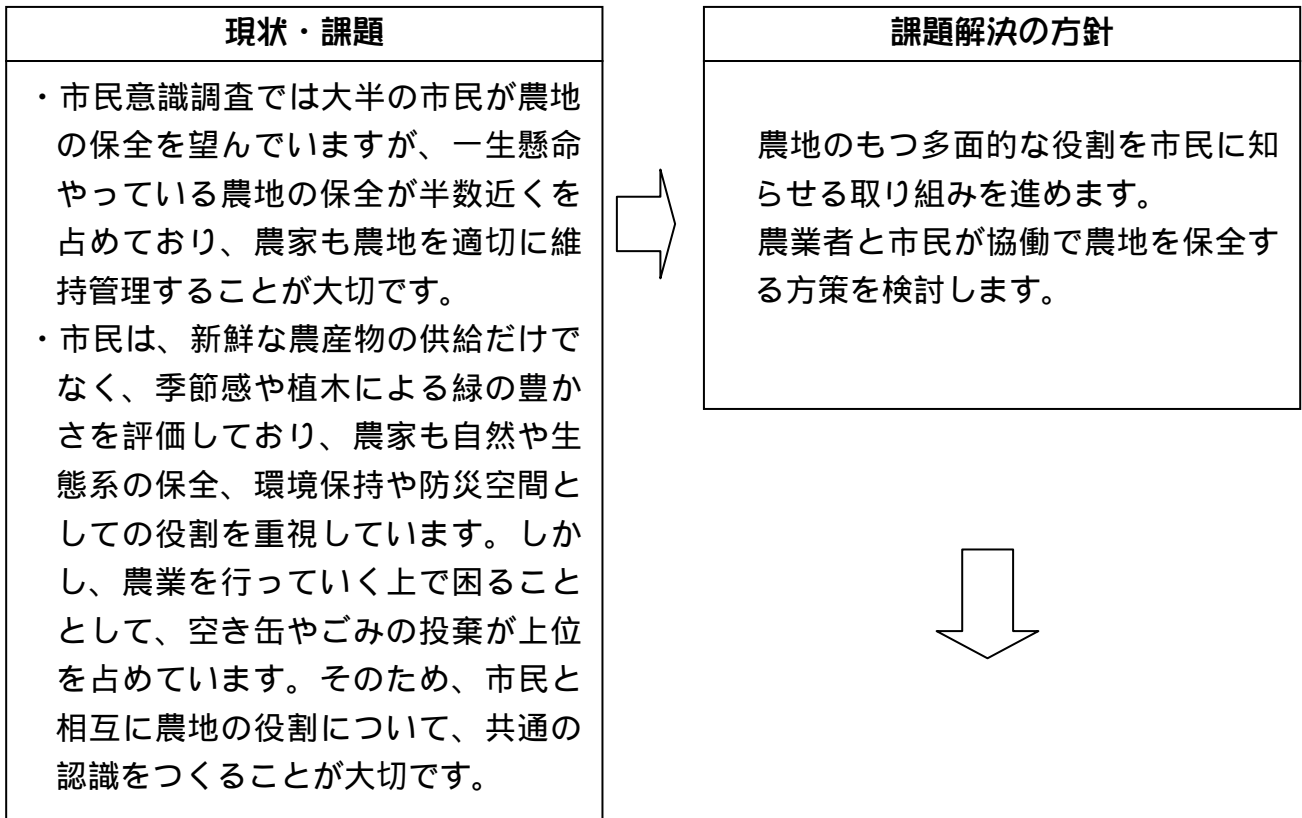 現状・課題
・市民意識調査では大半の市民が農地
の保全を望んでいますが、一生懸命
やっている農地の保全が半数近くを
占めており、農家も農地を適切に維
持管理することが大切です。
・市民は、新鮮な農産物の供給だけで
なく、季節感や植木による緑の豊か
さを評価しており、農家も自然や生
態系の保全、環境保持や防災空間と
しての役割を重視しています。しか
し、農業を行っていく上で困ること
として、空き缶やごみの投棄が上位
を占めています。そのため、市民と
相互に農地の役割について、共通の
認識をつくることが大切です。
課題解決の方針
農地のもつ多面的な役割を市民に知
らせる取り組みを進めます。
農業者と市民が協働で農地を保全す
る方策を検討します。